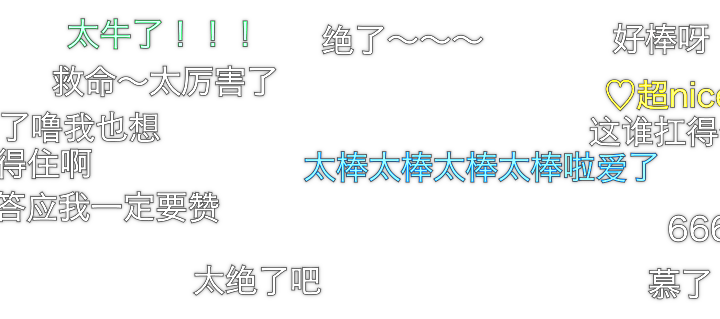 太牛了！！！
绝了～～～
好棒呀
救命～太厉害了
♡超nice
了噜我也想
这谁扛得
得住啊
太棒太棒太棒太棒啦爱了
答应我一定要赞
666
太绝了吧
慕了